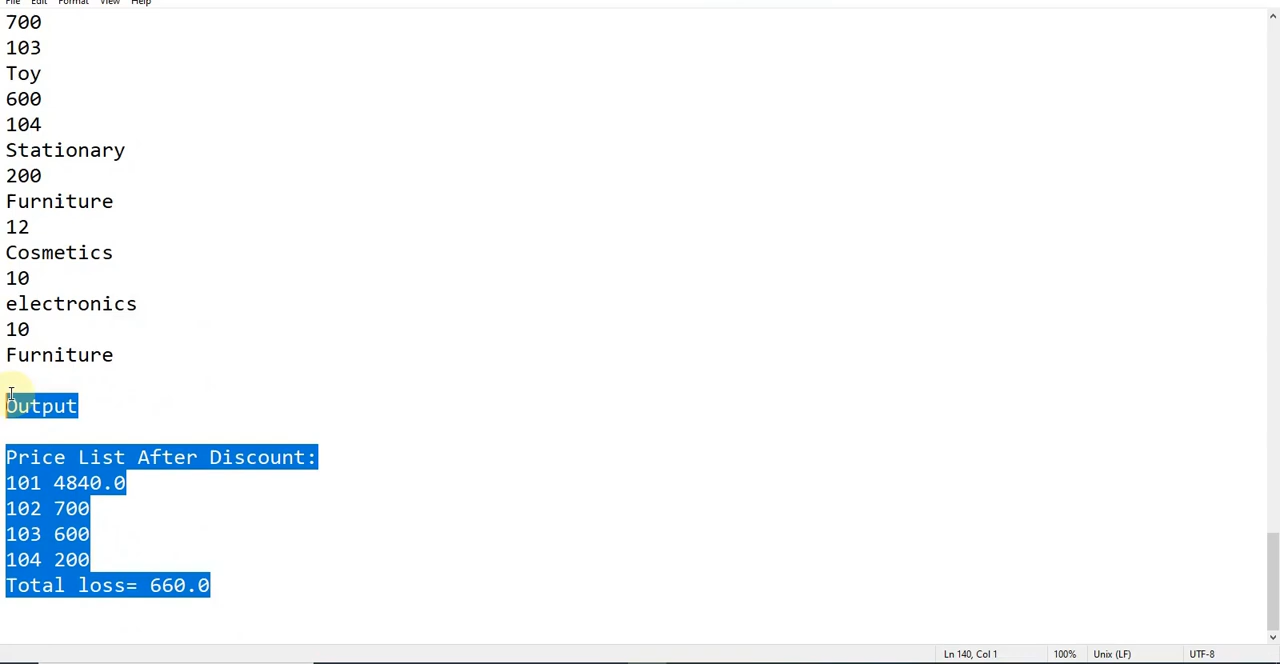 File Edit Format View Help
700
103
Toy
600
104
Stationary
200
Furniture
12
Cosmetics
10
electronics
10
Furniture
Output
Price List After Discount:
101 4840.0
102 700
103 600
104 200
Total loss= 660.0
Ln 140, Col 1 100% Unix (LF) UTF-8